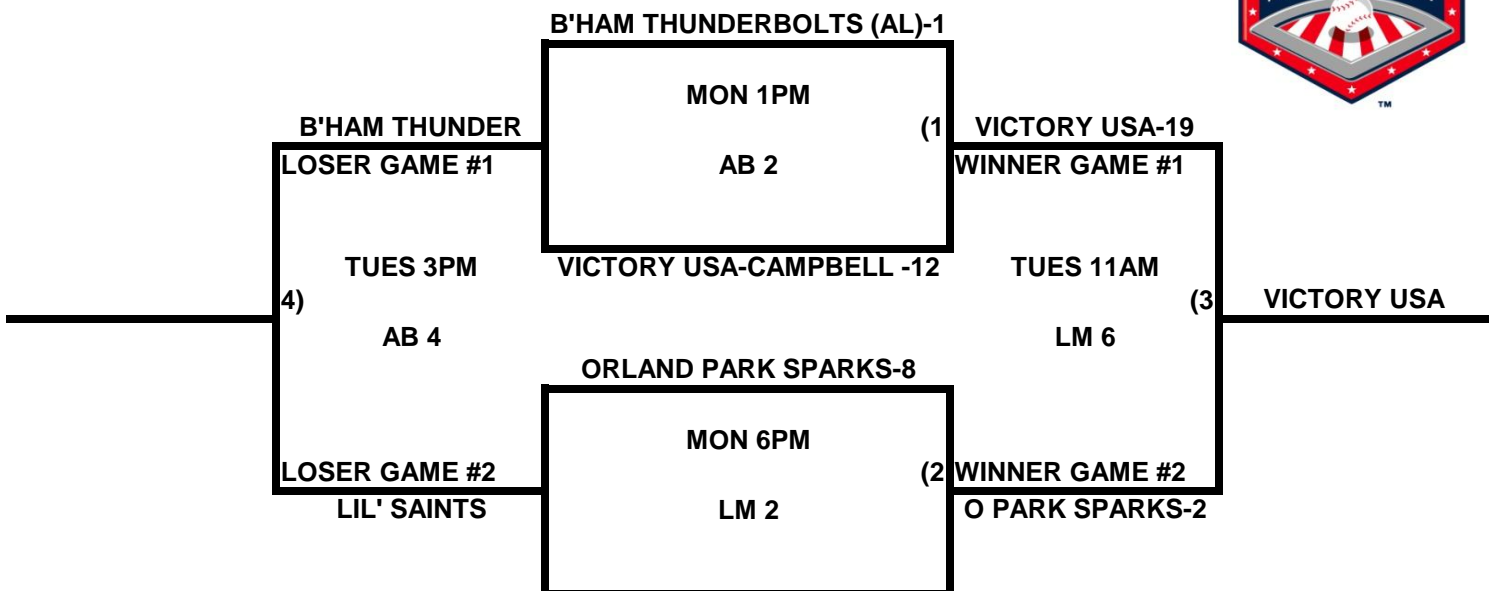 B'HAM THUNDERBOLTS (AL)-1
MON 1PM
B'HAM THUNDER (1 VICTORY USA-19
LOSER GAME #1 AB 2 WINNER GAME #1
TUES 3PM VICTORY USA-CAMPBELL -12 TUES 11AM
4) (3 VICTORY USA
AB 4 LM 6
ORLAND PARK SPARKS-8
MON 6PM
LOSER GAME #2 (2 WINNER GAME #2
LIL' SAINTS LM 2 O PARK SPARKS-2
TM